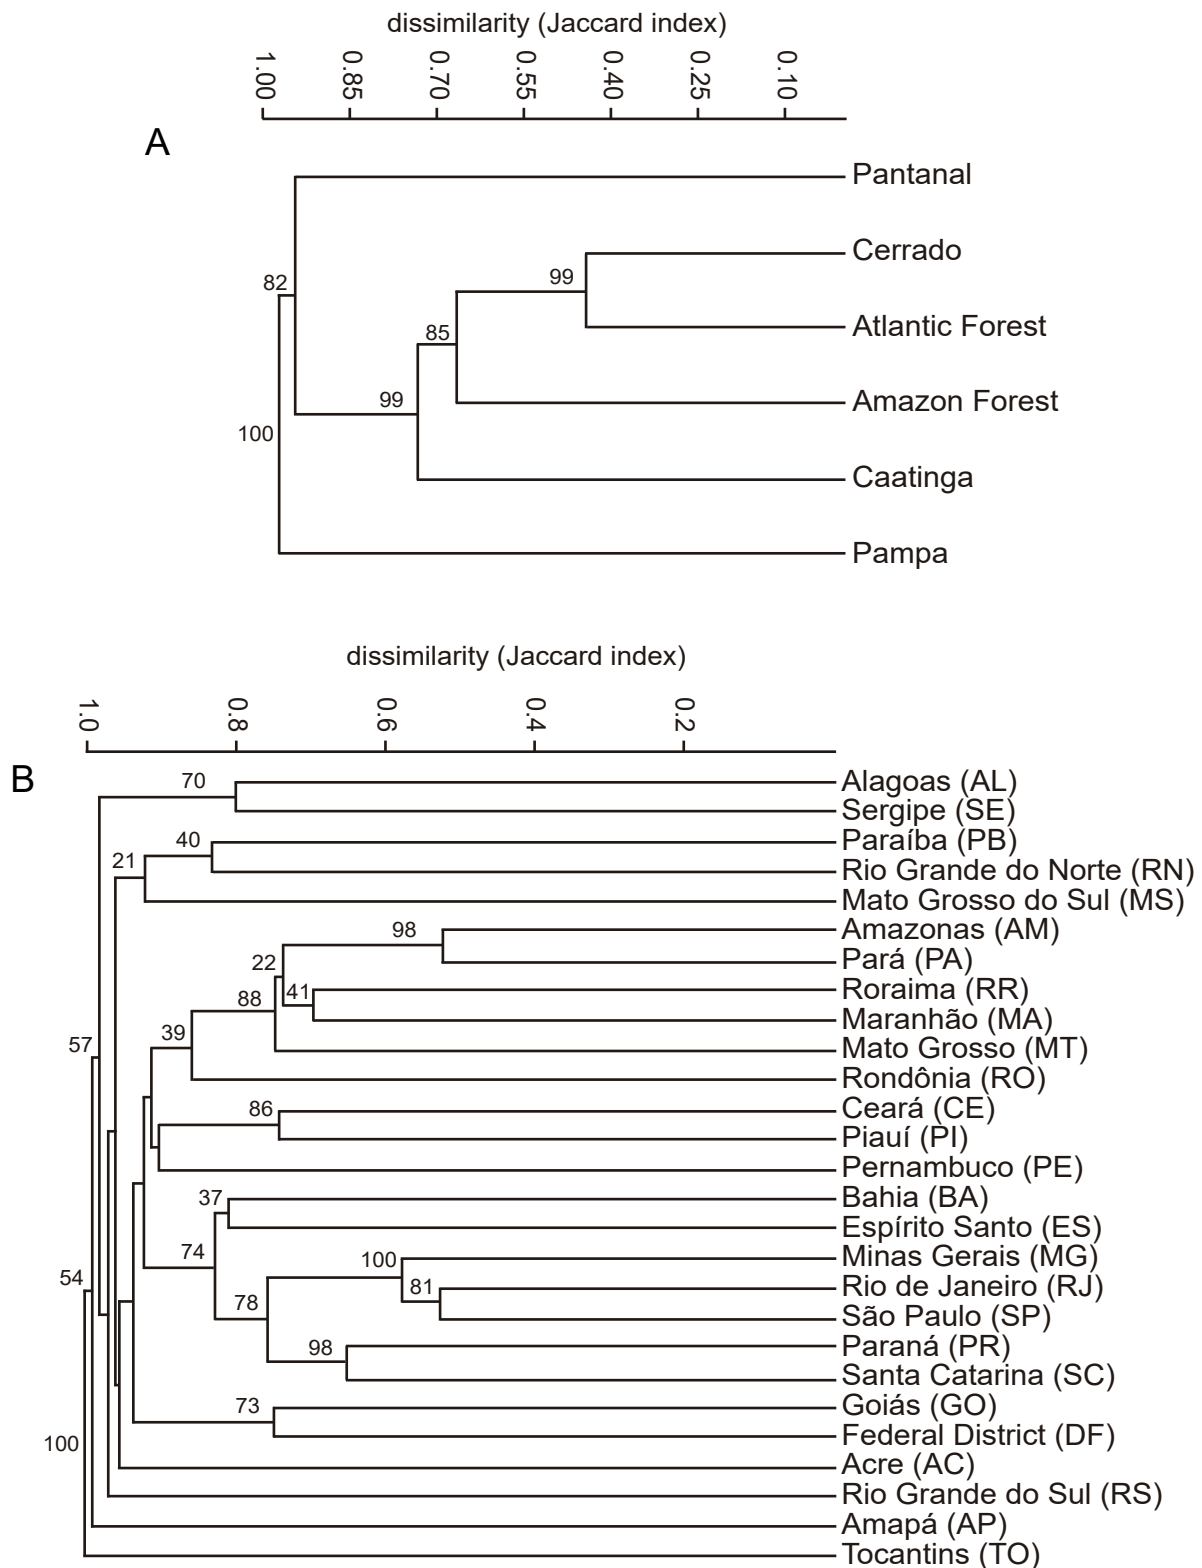 dissimilarity (Jaccard index)
1.00 0.85 0.70 0.55 0.40 0.25 0.10
A
Pantanal
Cerrado
99
82
Atlantic Forest
85
Amazon Forest
99
100
Caatinga
Pampa
dissimilarity (Jaccard index)
1.0 0.8 0.6 0.4 0.2
B
70 Alagoas (AL)
Sergipe (SE)
40 Paraíba (PB)
21 Rio Grande do Norte (RN)
Mato Grosso do Sul (MS)
98 Amazonas (AM)
22 Pará (PA)
88 41 Roraima (RR)
Maranhão (MA)
57 39 Mato Grosso (MT)
Rondônia (RO)
86 Ceará (CE)
Piauí (PI)
Pernambuco (PE)
37 Bahia (BA)
Espírito Santo (ES)
74 100 Minas Gerais (MG)
54 81 Rio de Janeiro (RJ)
78 São Paulo (SP)
98 Paraná (PR)
Santa Catarina (SC)
73 Goiás (GO)
100 Federal District (DF)
Acre (AC)
Rio Grande do Sul (RS)
Amapá (AP)
Tocantins (TO)